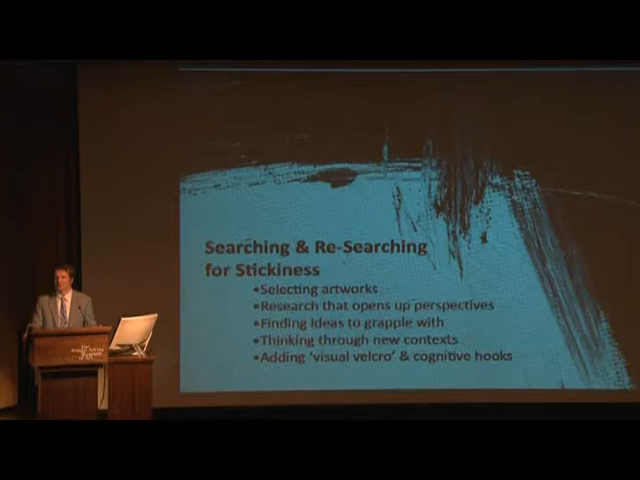 Searching & Re-Searching
for Stickiness
•Selecting artworks
•Research that opens up perspectives
•Finding ideas to grapple with
•Thinking through new contexts
•Adding 'visual velcro' & cognitive hooks